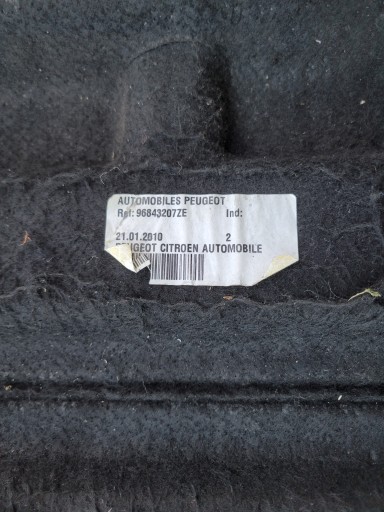 AUTOMOBILES PEUGEOT
Ref: 96843207ZE Ind:
21.01.2010 2
PEUGEOT CITROEN AUTOMOBILE